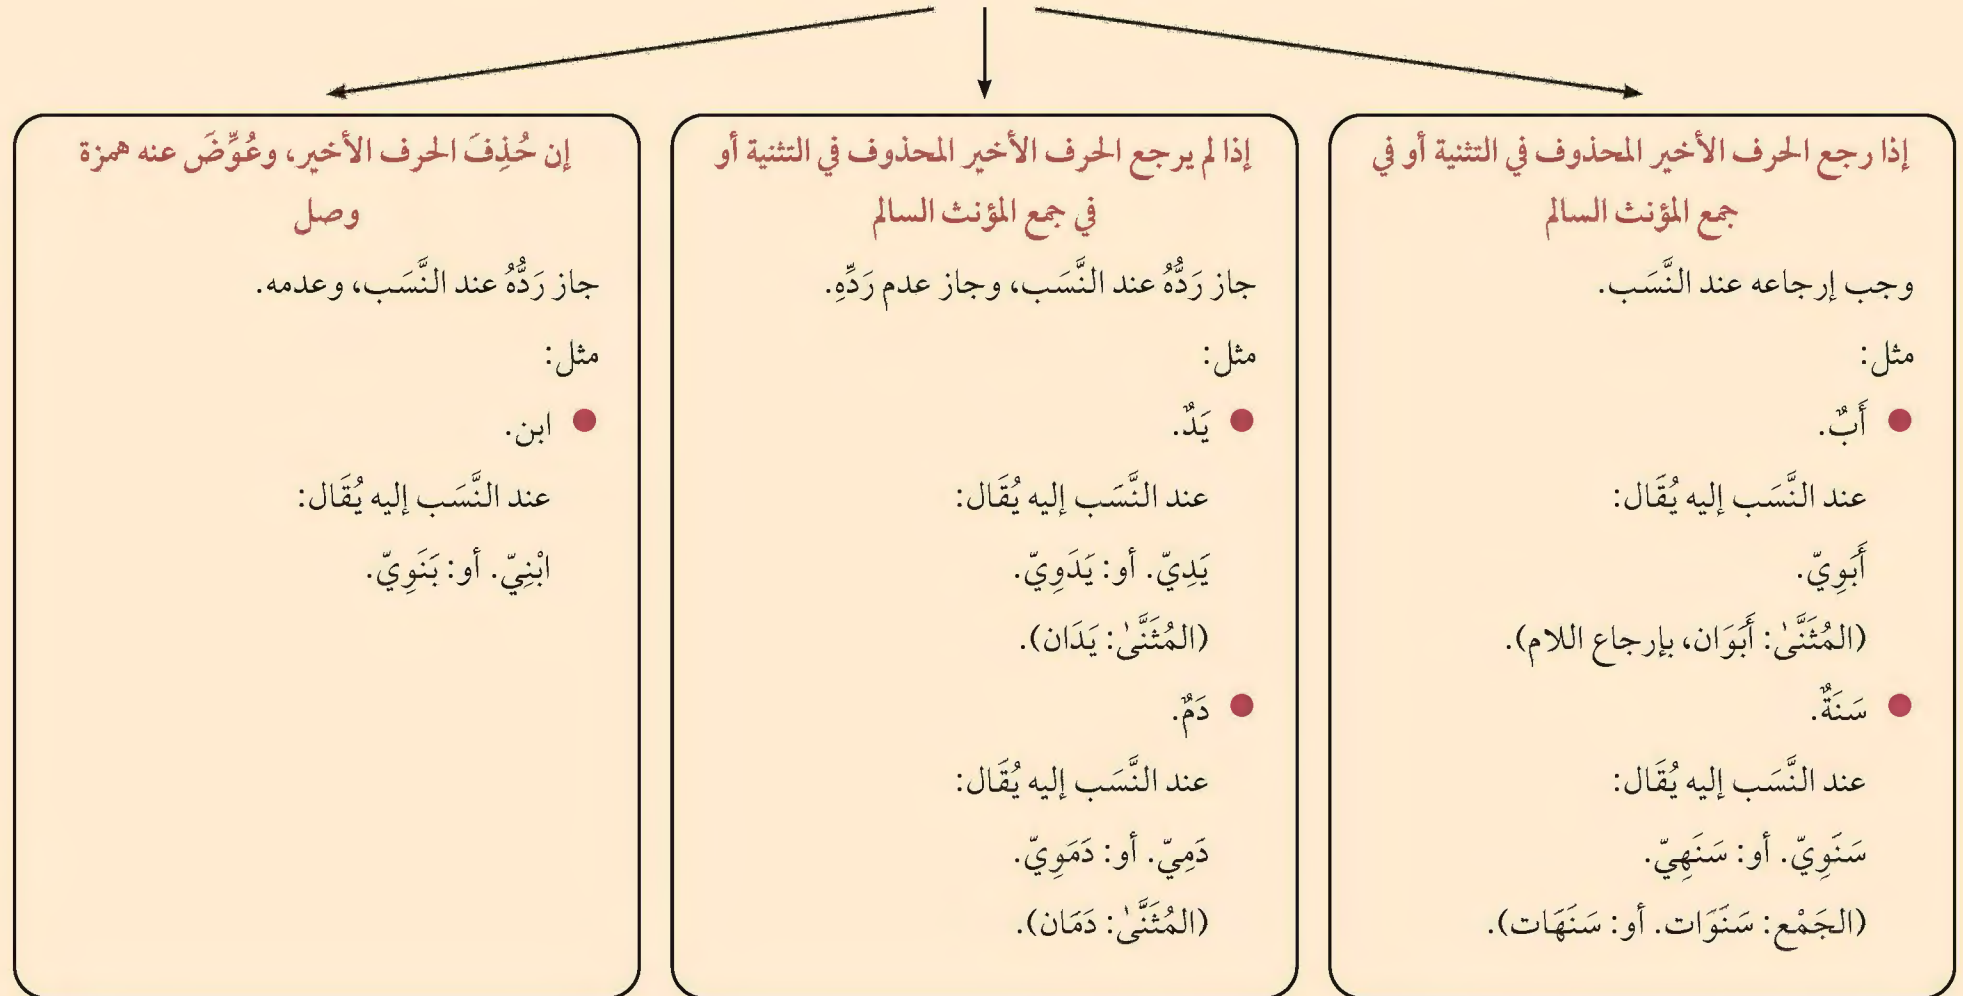 إذا رجع الحرف الأخير المحذوف في التثنية أو في
جمع المؤنث السالم
وجب إرجاعه عند النَّسَب.
مثل:
● أَبٌ.
عند النَّسَب إليه يُقَال:
أَبَوِيّ.
(المُثَنَّىٰ: أَبَوَان، بإرجاع اللام).
● سَنَةٌ.
عند النَّسَب إليه يُقَال:
سَنَوِيّ. أو: سَنَهِيّ.
(الجَمْع: سَنَوَات. أو: سَنَهَات).
إذا لم يرجع الحرف الأخير المحذوف في التثنية أو
في جمع المؤنث السالم
جاز رَدُّهُ عند النَّسَب، وجاز عدم رَدِّهِ.
مثل:
● يَدٌ.
عند النَّسَب إليه يُقَال:
يَدِيّ. أو: يَدَوِيّ.
(المُثَنَّىٰ: يَدَان).
● دَمٌ.
عند النَّسَب إليه يُقَال:
دَمِيّ. أو: دَمَوِيّ.
(المُثَنَّىٰ: دَمَان).
إن حُذِفَ الحرف الأخير، وعُوِّضَ عنه همزة
وصل
جاز رَدُّهُ عند النَّسَب، وعدمه.
مثل:
● ابن.
عند النَّسَب إليه يُقَال:
ابْنِيّ. أو: بَنَوِيّ.